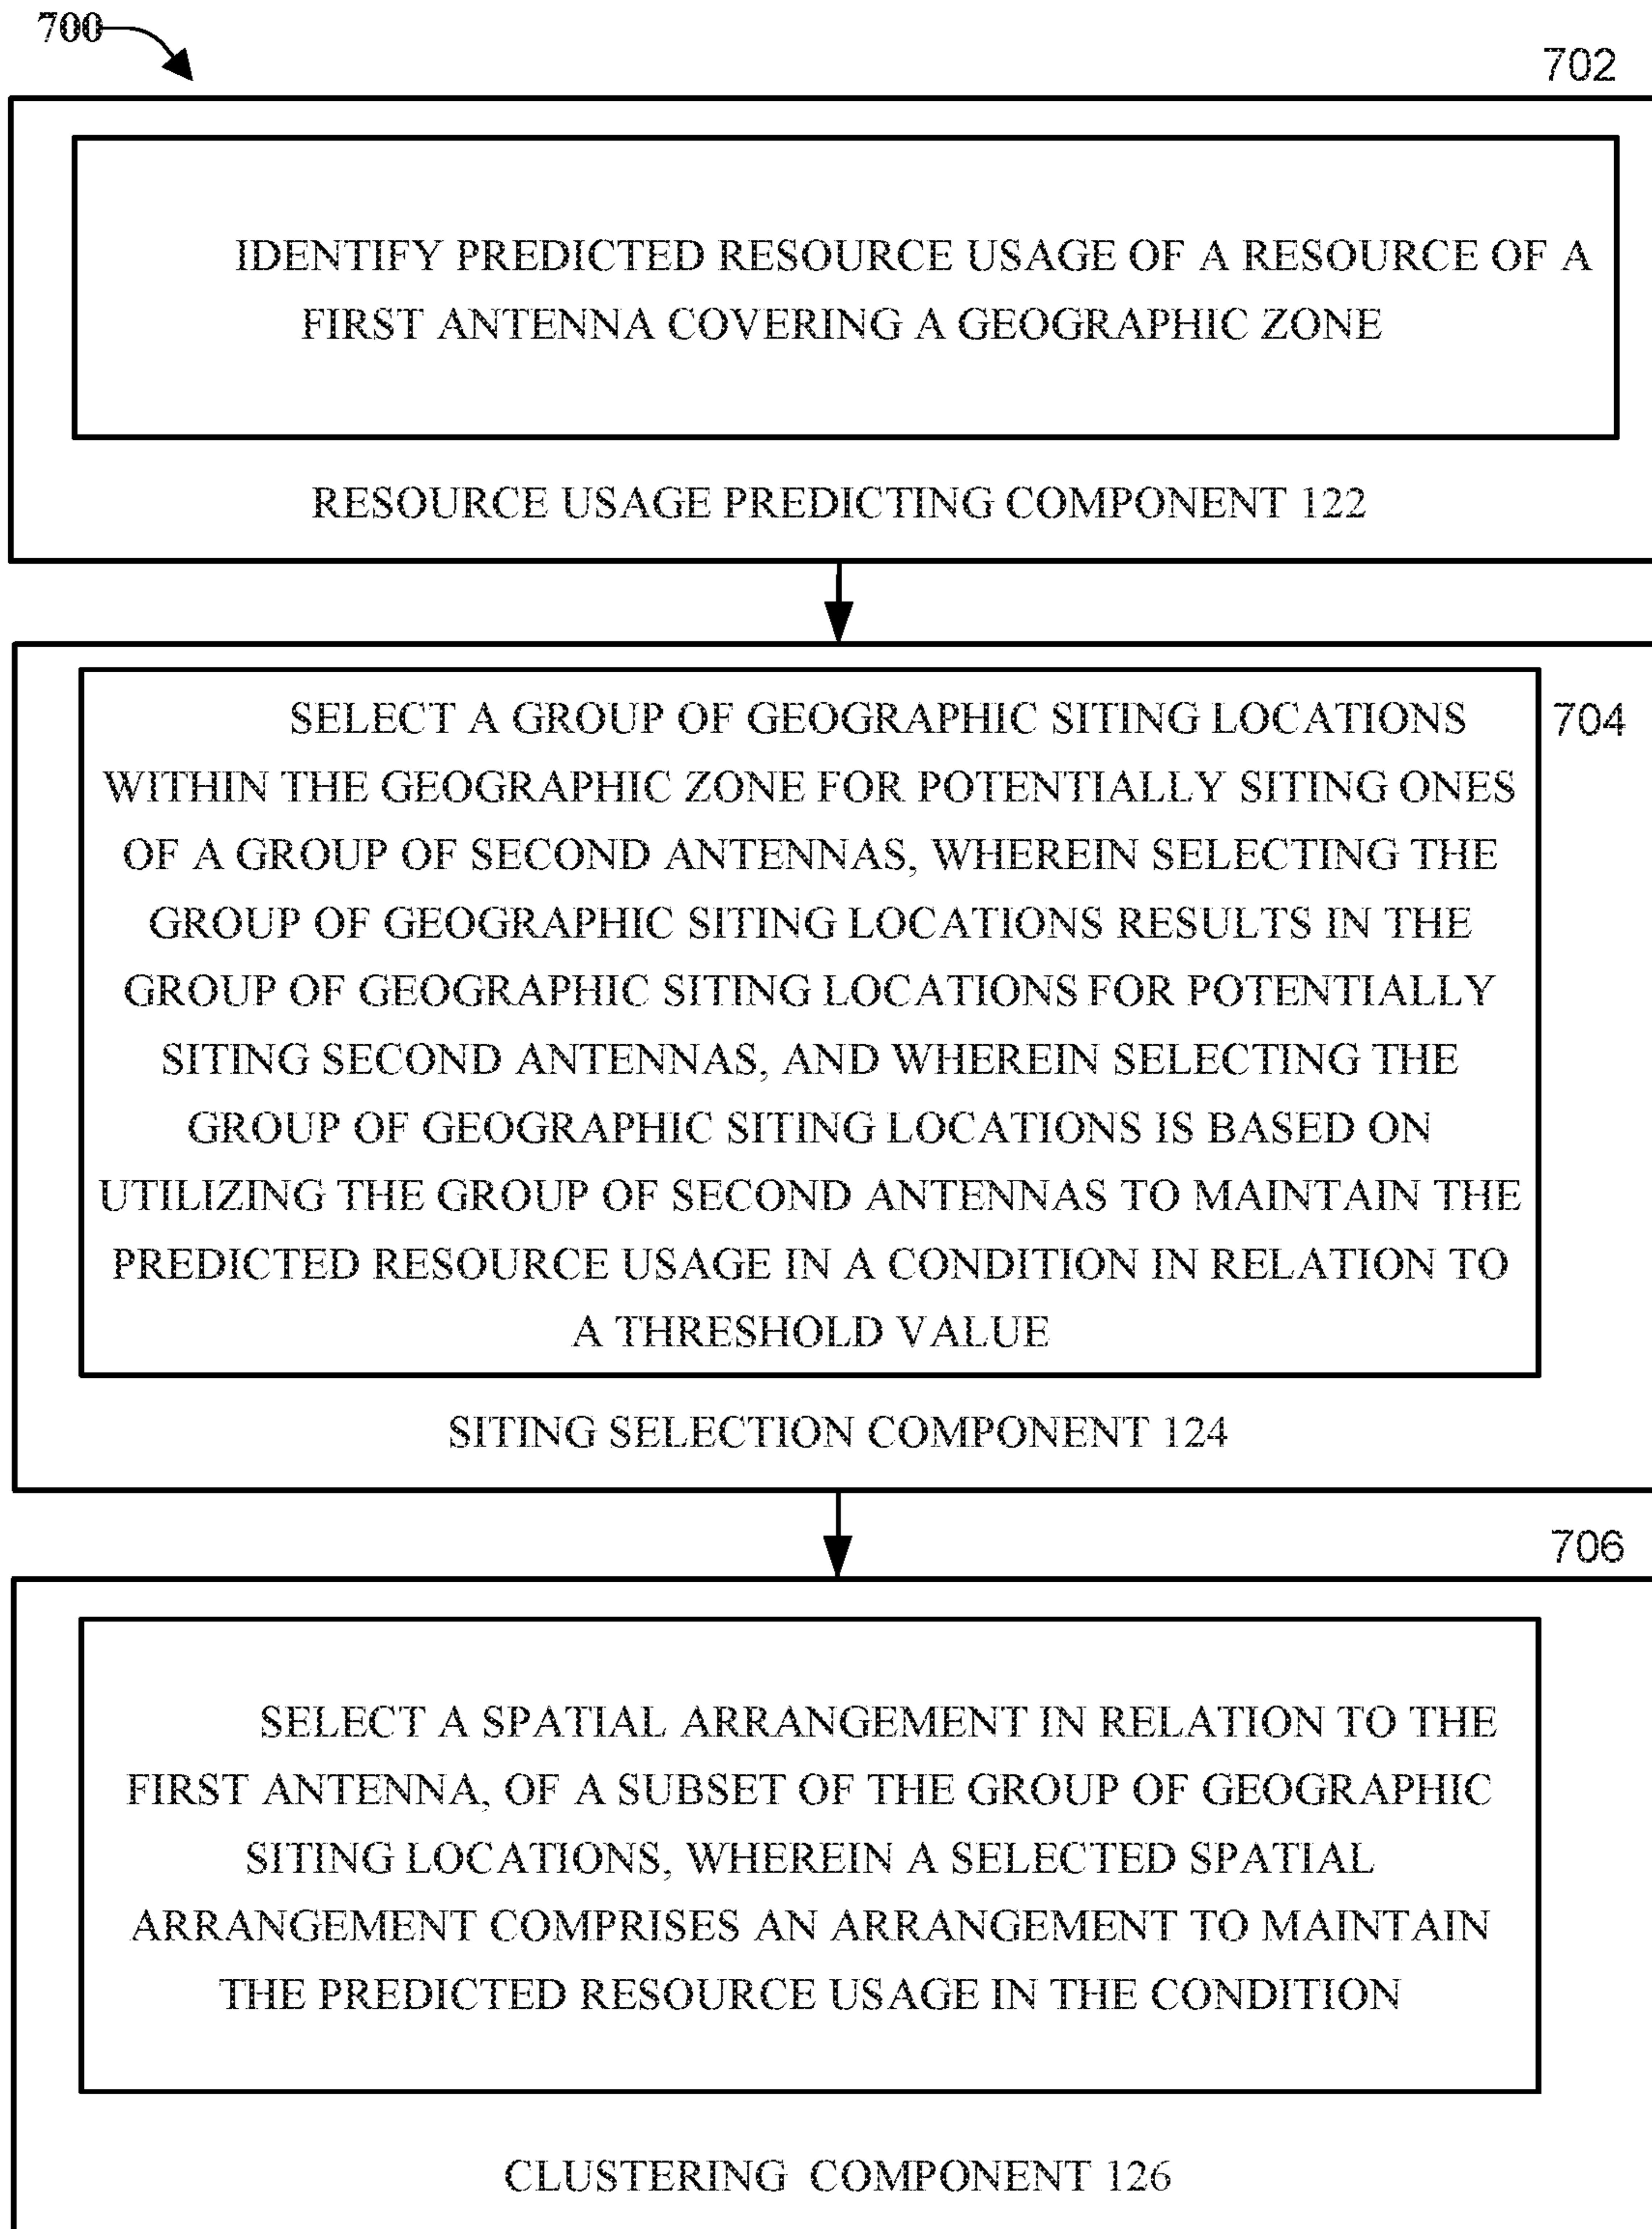 700
702
IDENTIFY PREDICTED RESOURCE USAGE OF A RESOURCE OF A
FIRST ANTENNA COVERING A GEOGRAPHIC ZONE
RESOURCE USAGE PREDICTING COMPONENT 122
704
SELECT A GROUP OF GEOGRAPHIC SITING LOCATIONS
WITHIN THE GEOGRAPHIC ZONE FOR POTENTIALLY SITING ONES
OF A GROUP OF SECOND ANTENNAS, WHEREIN SELECTING THE
GROUP OF GEOGRAPHIC SITING LOCATIONS RESULTS IN THE
GROUP OF GEOGRAPHIC SITING LOCATIONS FOR POTENTIALLY
SITING SECOND ANTENNAS, AND WHEREIN SELECTING THE
GROUP OF GEOGRAPHIC SITING LOCATIONS IS BASED ON
UTILIZING THE GROUP OF SECOND ANTENNAS TO MAINTAIN THE
PREDICTED RESOURCE USAGE IN A CONDITION IN RELATION TO
A THRESHOLD VALUE
SITING SELECTION COMPONENT 124
706
SELECT A SPATIAL ARRANGEMENT IN RELATION TO THE
FIRST ANTENNA, OF A SUBSET OF THE GROUP OF GEOGRAPHIC
SITING LOCATIONS, WHEREIN A SELECTED SPATIAL
ARRANGEMENT COMPRISES AN ARRANGEMENT TO MAINTAIN
THE PREDICTED RESOURCE USAGE IN THE CONDITION
CLUSTERING COMPONENT 126